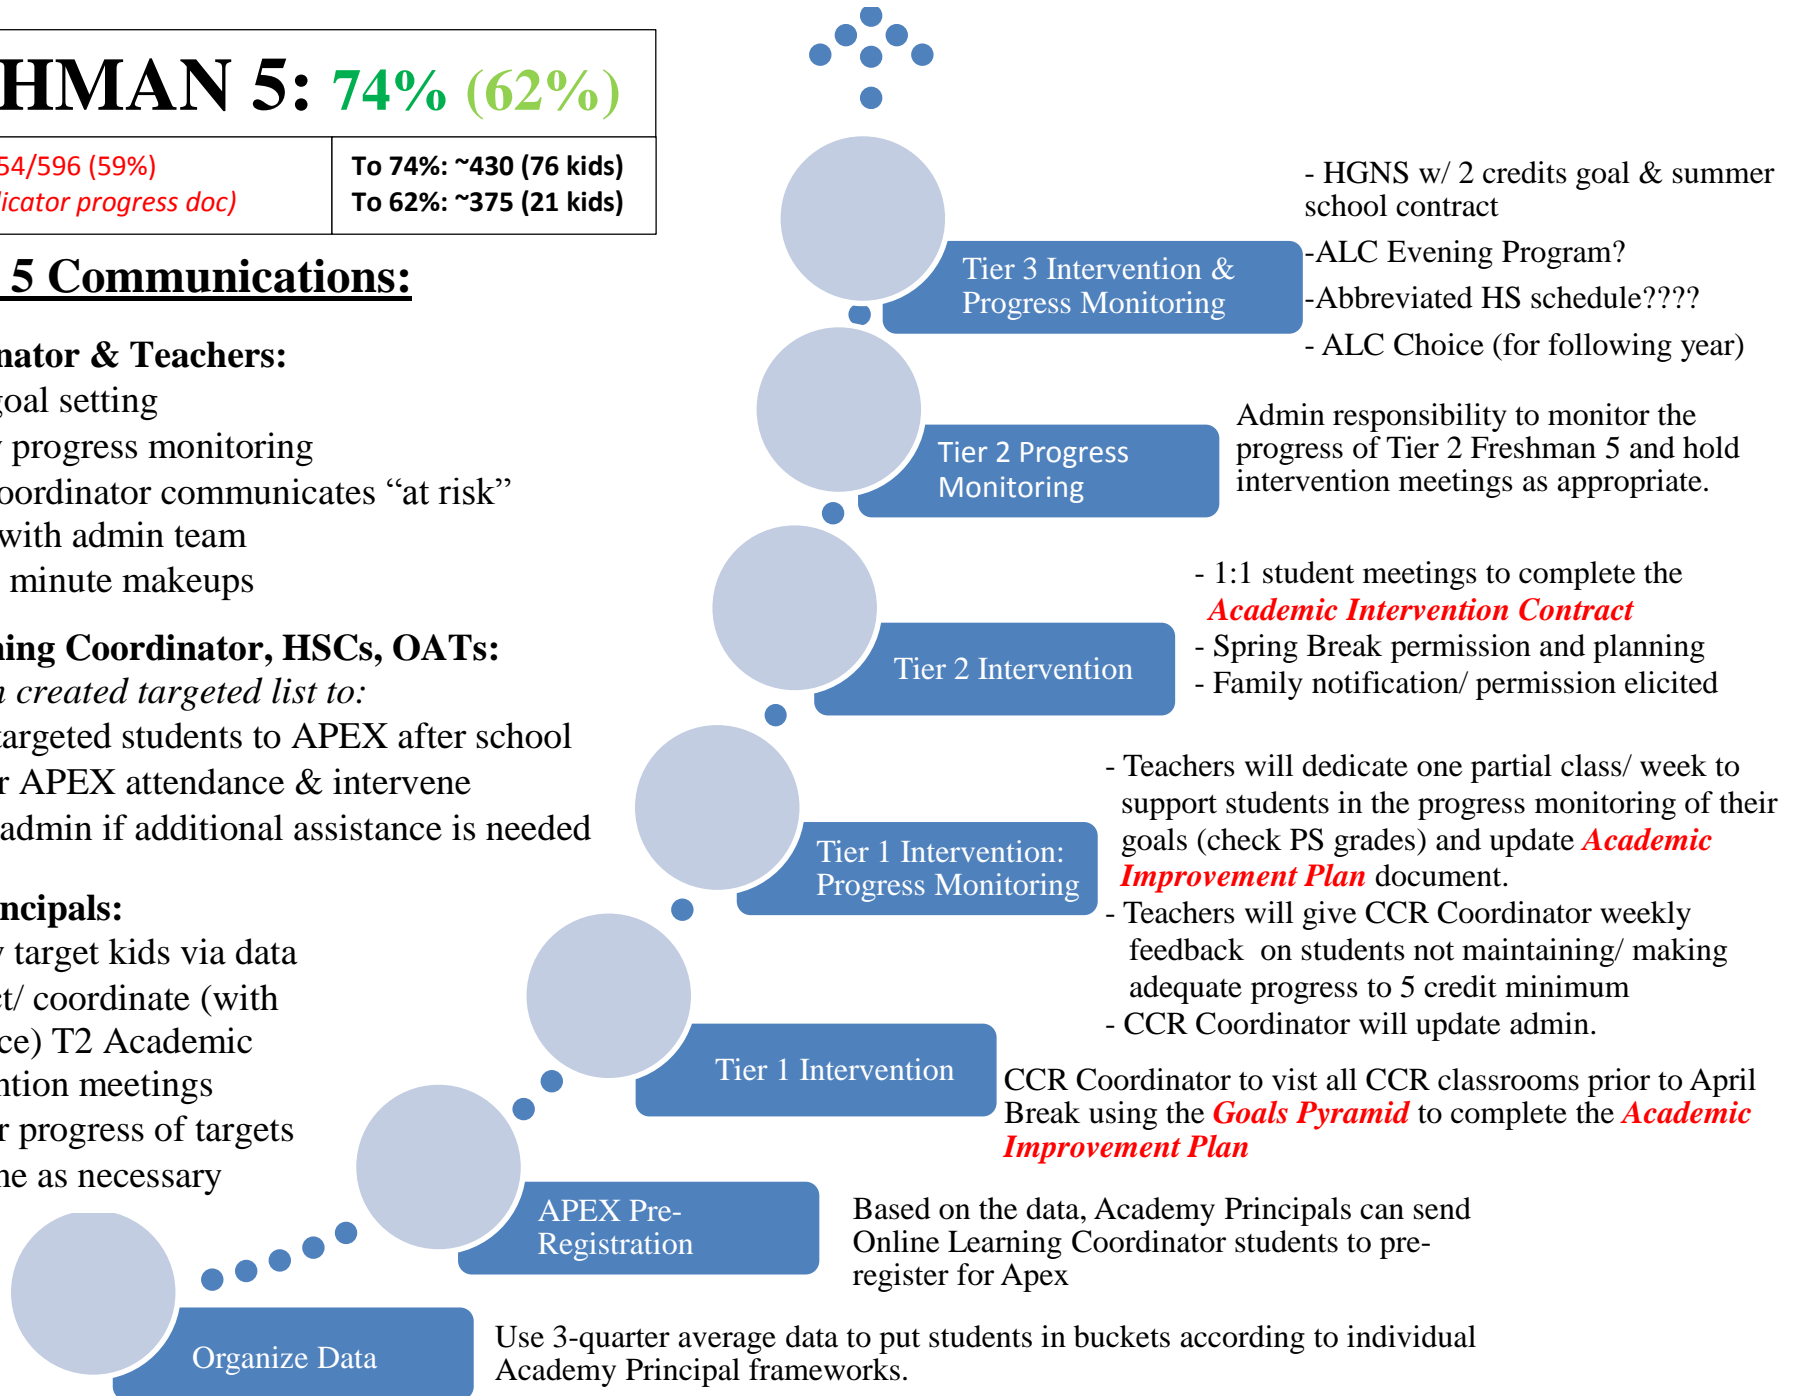 HMAN 5: 74% (62%)
54/596 (59%)
licator progress doc)
To 74%: ~430 (76 kids)
To 62%: ~375 (21 kids)
5 Communications:
nator & Teachers:
goal setting
progress monitoring
oordinator communicates “at risk”
with admin team
minute makeups
ning Coordinator, HSCs, OATs:
n created targeted list to:
targeted students to APEX after school
r APEX attendance & intervene
admin if additional assistance is needed
ncipals:
y target kids via data
ct/ coordinate (with
ce) T2 Academic
ntion meetings
r progress of targets
ne as necessary
Tier 3 Intervention &
Progress Monitoring
- HGNS w/ 2 credits goal & summer
school contract
-ALC Evening Program?
-Abbreviated HS schedule????
- ALC Choice (for following year)
Tier 2 Progress
Monitoring
Admin responsibility to monitor the
progress of Tier 2 Freshman 5 and hold
intervention meetings as appropriate.
Tier 2 Intervention
- 1:1 student meetings to complete the
Academic Intervention Contract
- Spring Break permission and planning
- Family notification/ permission elicited
Tier 1 Intervention:
Progress Monitoring
- Teachers will dedicate one partial class/ week to
support students in the progress monitoring of their
goals (check PS grades) and update Academic
Improvement Plan document.
- Teachers will give CCR Coordinator weekly
feedback on students not maintaining/ making
adequate progress to 5 credit minimum
- CCR Coordinator will update admin.
Tier 1 Intervention
CCR Coordinator to vist all CCR classrooms prior to April
Break using the Goals Pyramid to complete the Academic
Improvement Plan
APEX Pre-
Registration
Based on the data, Academy Principals can send
Online Learning Coordinator students to pre-
register for Apex
Organize Data
Use 3-quarter average data to put students in buckets according to individual
Academy Principal frameworks.